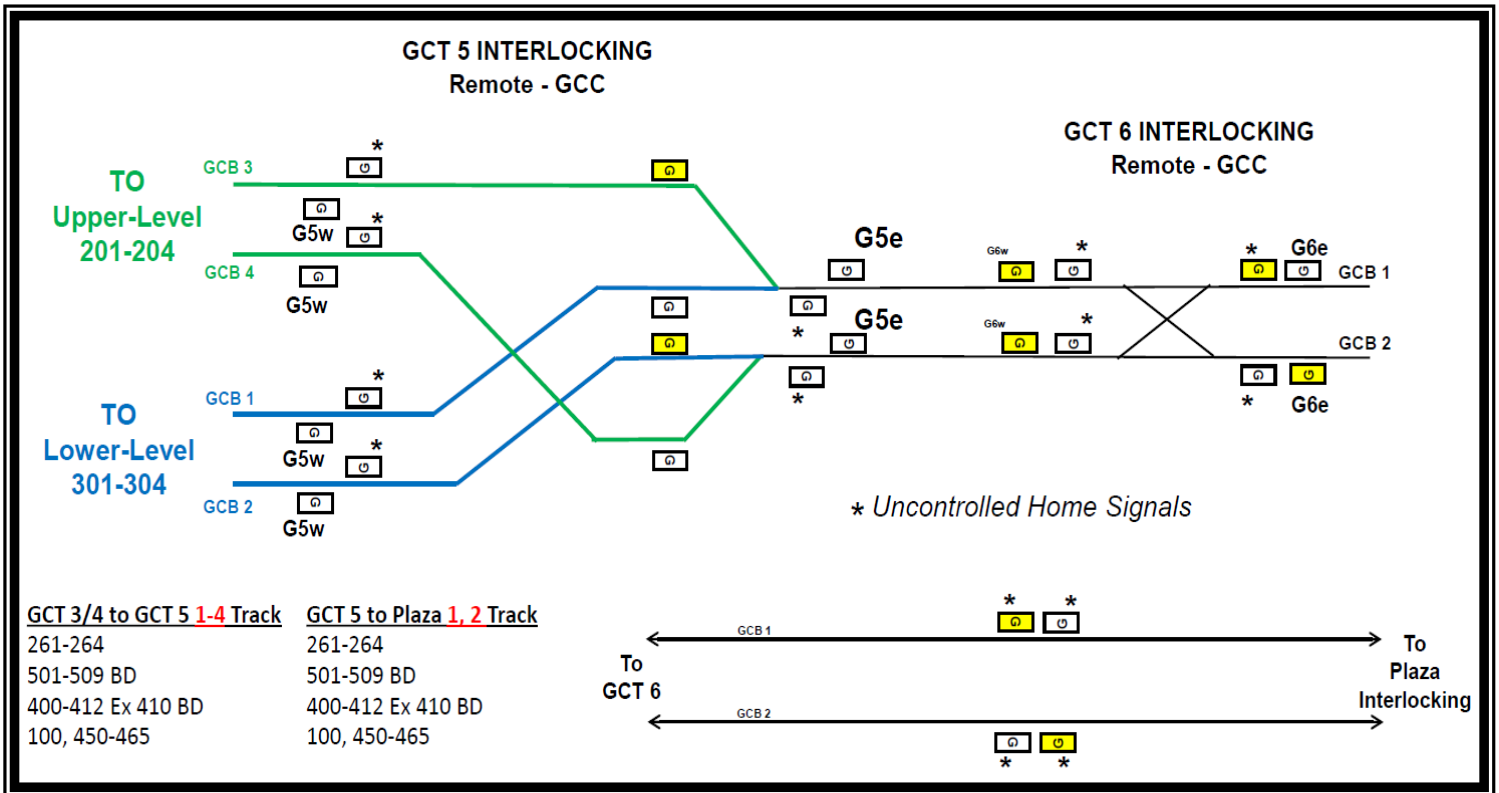 GCT 5 INTERLOCKING
Remote - GCC
GCT 6 INTERLOCKING
Remote - GCC
TO
Upper-Level
201-204
GCB 3
G
*
G
G
G5w
G
*
GCB 4
G
G5w
G5e
G
G
G
*
G5e
G
G
G
*
G6w
G
G
*
G6w
G
G
*
*
G
G6e
G
GCB 1
GCB 2
G
*
G
G6e
TO
Lower-Level
301-304
GCB 1
G
*
G
G5w
G
*
GCB 2
G
G5w
G
* Uncontrolled Home Signals
GCT 3/4 to GCT 5 1-4 Track
261-264
501-509 BD
400-412 Ex 410 BD
100, 450-465
GCT 5 to Plaza 1, 2 Track
261-264
501-509 BD
400-412 Ex 410 BD
100, 450-465
To
GCT 6
GCB 1
* *
G G
GCB 2
G G
* *
To
Plaza
Interlocking